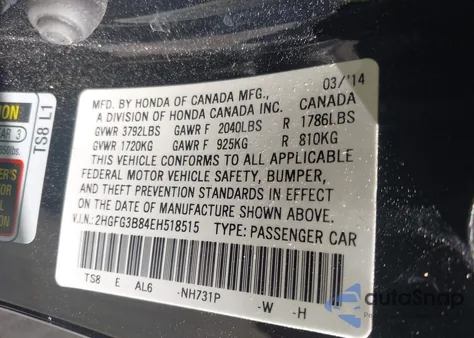 03/'14
MFD. BY HONDA OF CANADA MFG.,
A DIVISION OF HONDA CANADA INC. CANADA
GVWR 3792LBS GAWR F 2040LBS R 1786LBS
GVWR 1720KG GAWR F 925KG R 810KG
THIS VEHICLE CONFORMS TO ALL APPLICABLE
FEDERAL MOTOR VEHICLE SAFETY, BUMPER,
AND THEFT PREVENTION STANDARDS IN EFFECT
ON DATE OF MANUFACTURE SHOWN ABOVE.
V.I.N.: 2HGFG3B84EH518515 TYPE: PASSENGER CAR
TS8 E AL6 -NH731P -W -H
TS8 L1
autoSnap